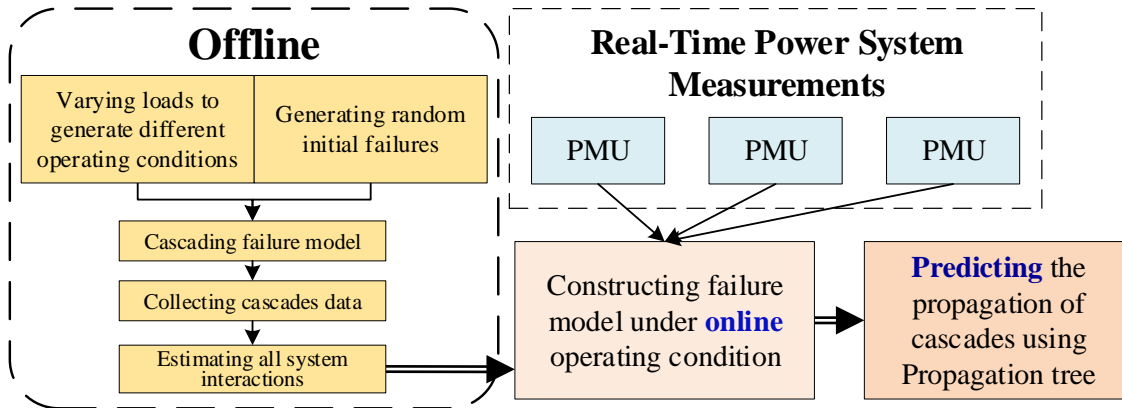 Offline
Varying loads to
generate different
operating conditions
Generating random
initial failures
Cascading failure model
Collecting cascades data
Estimating all system
interactions
Real-Time Power System
Measurements
PMU
PMU
PMU
Constructing failure
model under online
operating condition
Predicting the
propagation of
cascades using
Propagation tree